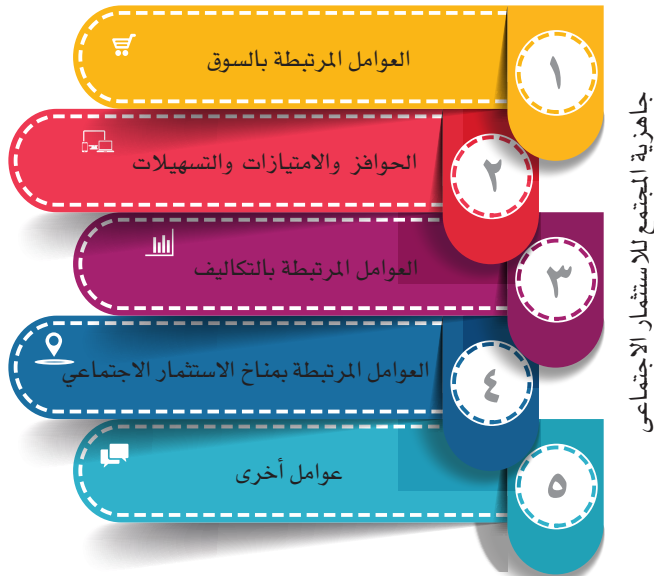 جاهزية المجتمع للاستثمار الاجتماعي
١
العوامل المرتبطة بالسوق
٢
الحوافز والامتيازات والتسهيلات
٣
العوامل المرتبطة بالتكاليف
٤
العوامل المرتبطة بمناخ الاستثمار الاجتماعي
٥
عوامل أخرى